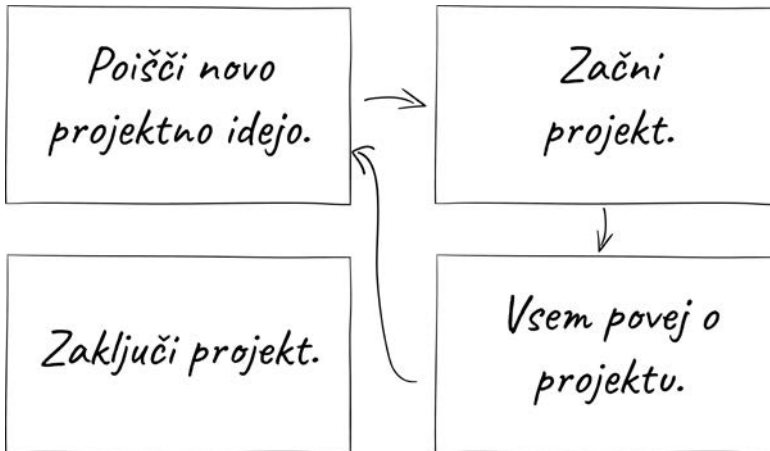 Poišči novo
projektno idejo.
Začni
projekt.
Zaključi projekt.
Vsem povej o
projektu.